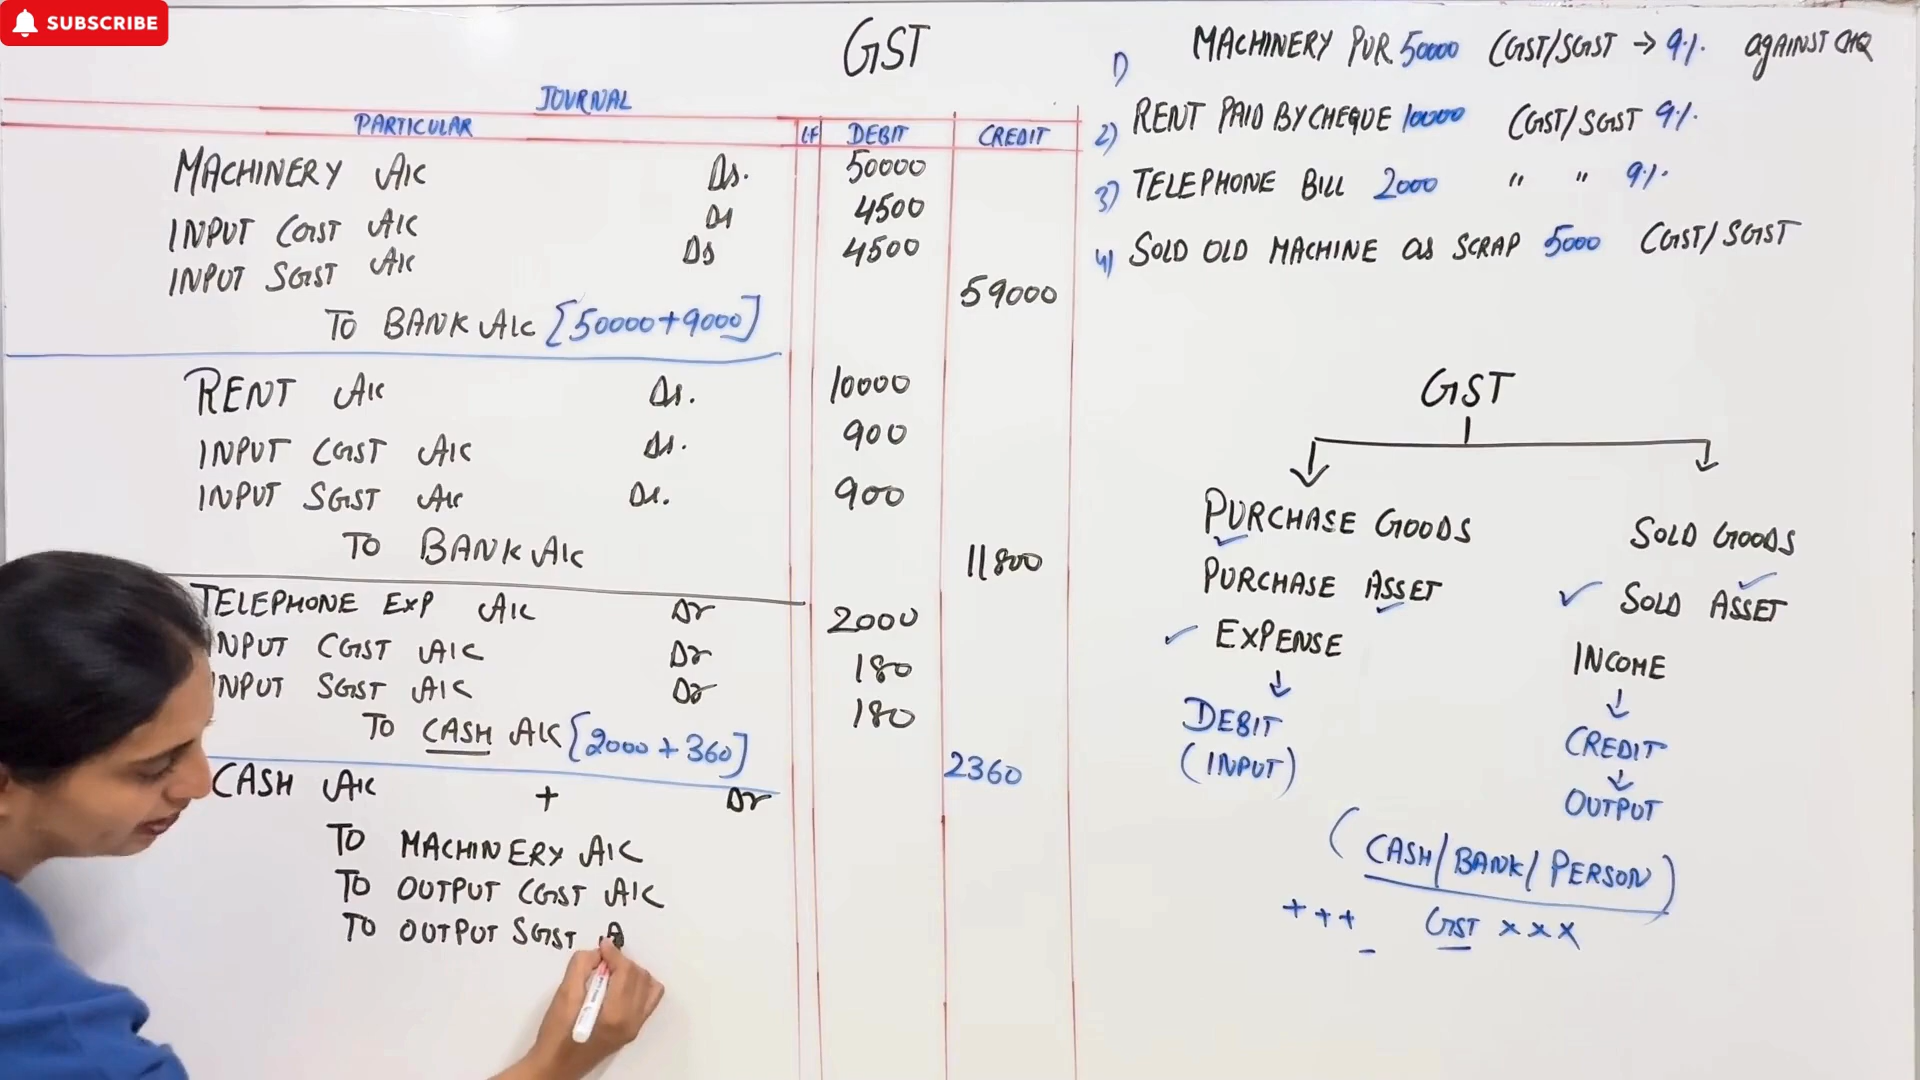 SUBSCRIBE
GST
JOURNAL
PARTICULAR LF DEBIT CREDIT
MACHINERY A/C Dr. 50000
INPUT CGST A/C Dr 4500
INPUT SGST A/C Dr 4500
59000
TO BANK A/C [50000+9000]
RENT A/C Dr. 10000
INPUT CGST A/C Dr. 900
INPUT SGST A/C Dr. 900
TO BANK A/C 11800
TELEPHONE EXP A/C Dr 2000
INPUT CGST A/C Dr 180
INPUT SGST A/C Dr 180
TO CASH A/C [2000 + 360] 2360
CASH A/C + Dr
TO MACHINERY A/C
TO OUTPUT CGST A/C
TO OUTPUT SGST A
1) MACHINERY PUR 50000 CGST/SGST → 9% against CHQ
2) RENT PAID BY CHEQUE 10000 CGST/SGST 9%
3) TELEPHONE BILL 2000 " " 9%
4) SOLD OLD MACHINE as SCRAP 5000 CGST/SGST
GST
PURCHASE GOODS
PURCHASE ASSET
✓ EXPENSE
↓
DEBIT
(INPUT)
SOLD GOODS
✓ SOLD ASSET
INCOME
↓
CREDIT
↓
OUTPUT
(CASH/BANK/PERSON)
+++ GST xxx
-